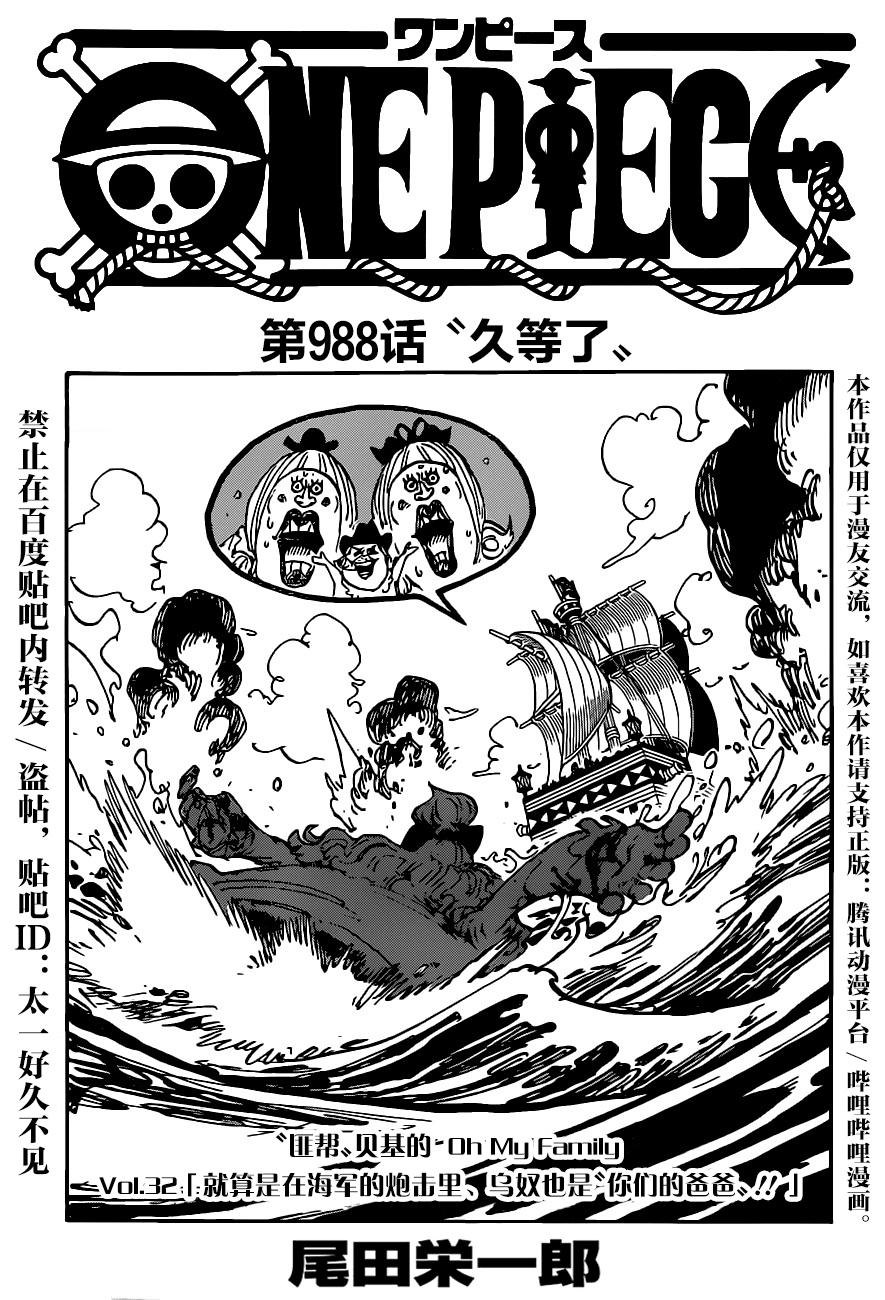 ワンピース
ONE PIECE
第988话〝久等了〟
本作品仅用于漫友交流，如喜欢本作请支持正版：腾讯动漫平台/哔哩哔哩漫画。
禁止在百度贴吧内转发/盗帖，贴吧ID：太一好久不见
〝匪帮〟贝基的 Oh My Family
Vol.32「就算是在海军的炮击里、乌奴也是〝你们的爸爸〟!!」
尾田栄一郎